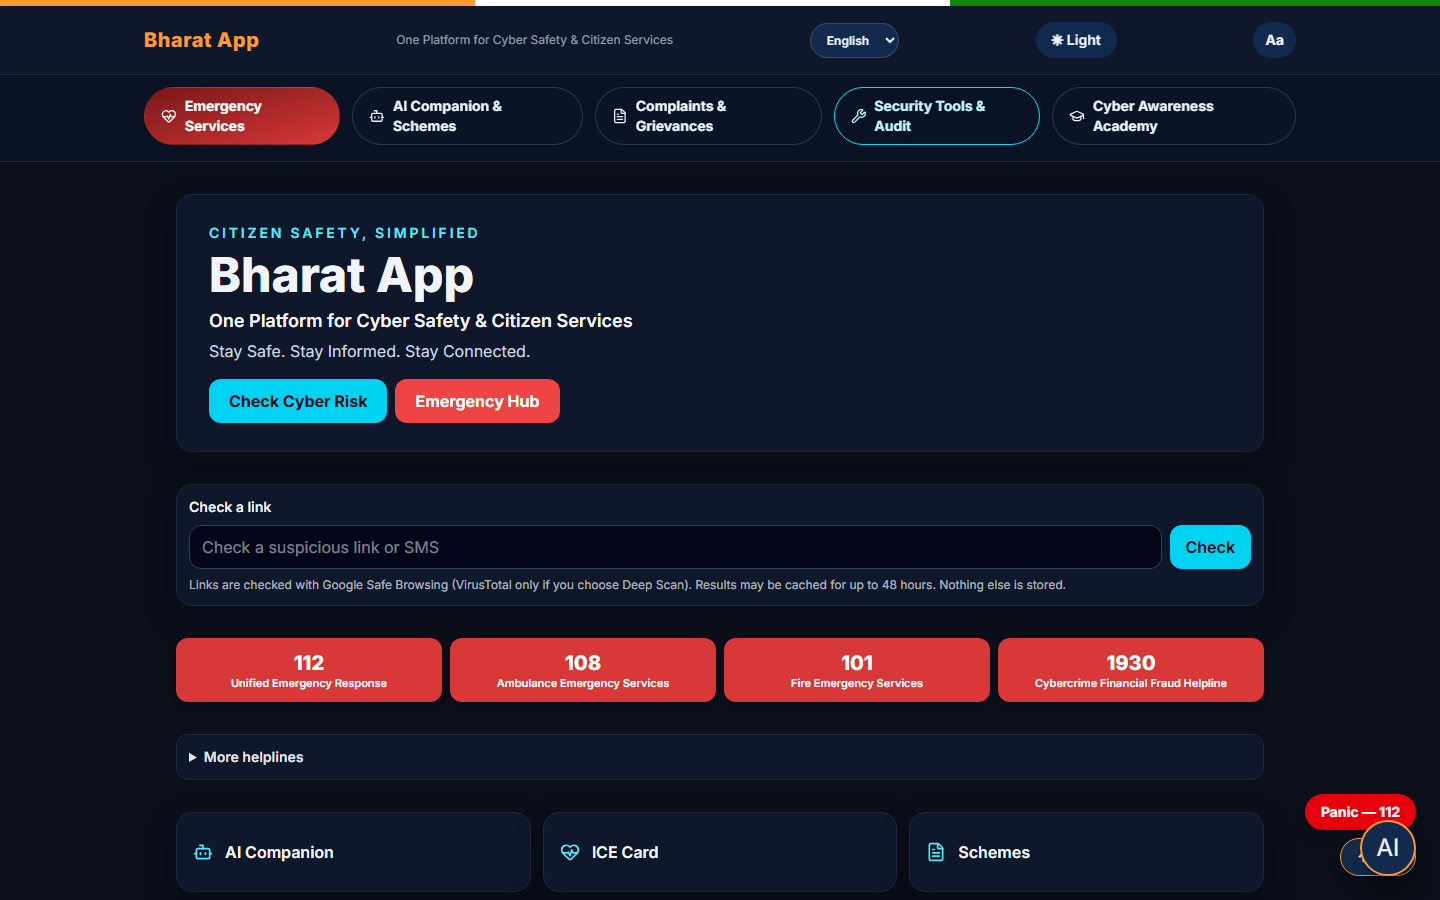 Bharat App
One Platform for Cyber Safety & Citizen Services
English
Light
Aa
Emergency
Services
AI Companion &
Schemes
Complaints &
Grievances
Security Tools &
Audit
Cyber Awareness
Academy
CITIZEN SAFETY, SIMPLIFIED
Bharat App
One Platform for Cyber Safety & Citizen Services
Stay Safe. Stay Informed. Stay Connected.
Check Cyber Risk
Emergency Hub
Check a link
Check a suspicious link or SMS
Check
Links are checked with Google Safe Browsing (VirusTotal only if you choose Deep Scan). Results may be cached for up to 48 hours. Nothing else is stored.
112
Unified Emergency Response
108
Ambulance Emergency Services
101
Fire Emergency Services
1930
Cybercrime Financial Fraud Helpline
More helplines
Panic — 112
AI Companion
ICE Card
Schemes
AI